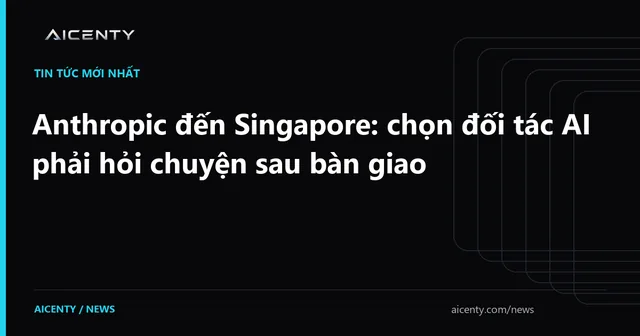 AICENTY
TIN TỨC MỚI NHẤT
Anthropic đến Singapore: chọn đối tác AI
phải hỏi chuyện sau bàn giao
AICENTY / NEWS
aicenty.com/news